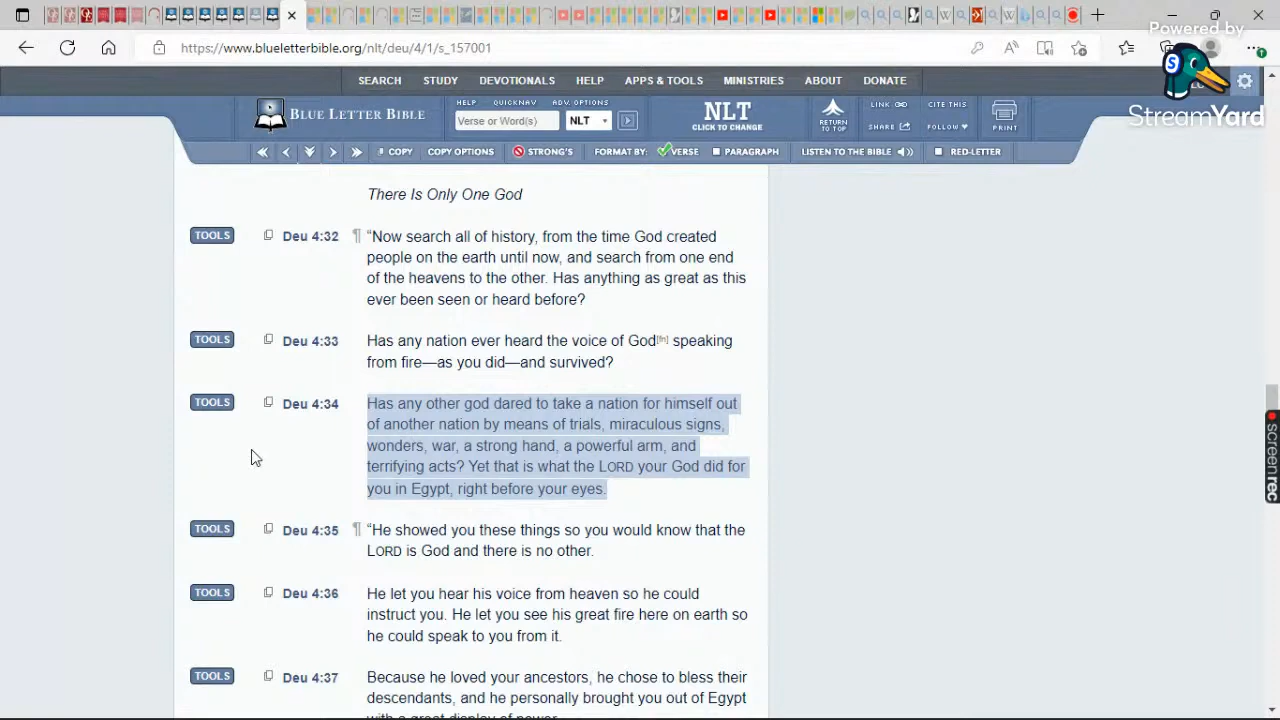 Powered by
StreamYard
https://www.blueletterbible.org/nlt/deu/4/1/s_157001
SEARCH STUDY DEVOTIONALS HELP APPS & TOOLS MINISTRIES ABOUT DONATE
BLUE LETTER BIBLE
HELP QUICKNAV ADV. OPTIONS
Verse or Word(s) NLT
NLT
CLICK TO CHANGE
RETURN
TO TOP
LINK CITE THIS
SHARE FOLLOW
PRINT
COPY COPY OPTIONS STRONG'S FORMAT BY: VERSE PARAGRAPH LISTEN TO THE BIBLE RED-LETTER
There Is Only One God
TOOLS Deu 4:32 ¶ “Now search all of history, from the time God created
people on the earth until now, and search from one end
of the heavens to the other. Has anything as great as this
ever been seen or heard before?
TOOLS Deu 4:33 Has any nation ever heard the voice of God[fn] speaking
from fire—as you did—and survived?
TOOLS Deu 4:34 Has any other god dared to take a nation for himself out
of another nation by means of trials, miraculous signs,
wonders, war, a strong hand, a powerful arm, and
terrifying acts? Yet that is what the LORD your God did for
you in Egypt, right before your eyes.
TOOLS Deu 4:35 ¶ “He showed you these things so you would know that the
LORD is God and there is no other.
TOOLS Deu 4:36 He let you hear his voice from heaven so he could
instruct you. He let you see his great fire here on earth so
he could speak to you from it.
TOOLS Deu 4:37 Because he loved your ancestors, he chose to bless their
descendants, and he personally brought you out of Egypt
with a great display of power.
screenrec